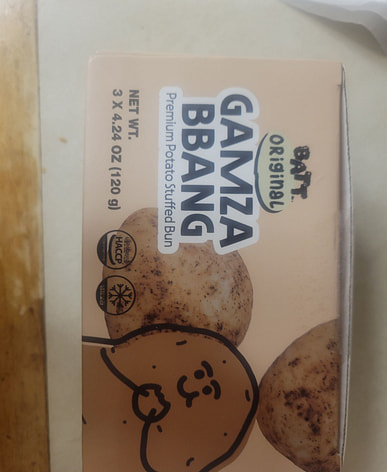 BATT.
ORiGiNaL
GAMZA
BBANG
Premium Potato Stuffed Bun
NET WT.
3 X 4.24 OZ (120 g)
HACCP